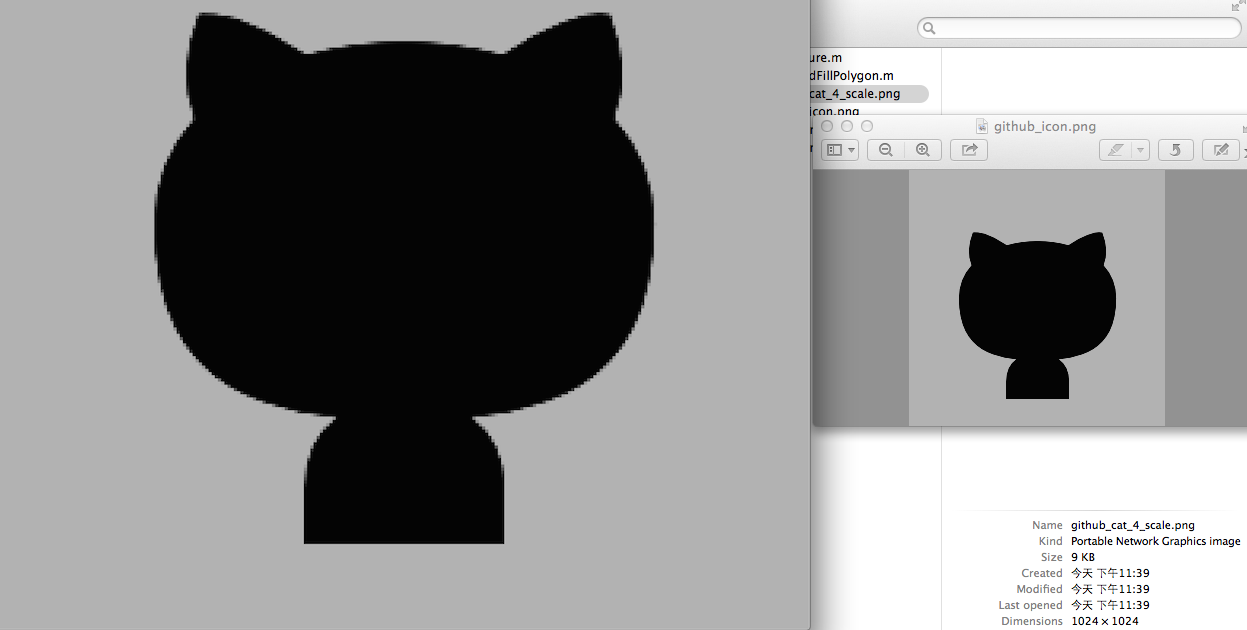 ure.m
dFillPolygon.m
cat_4_scale.png
icon.png
github_icon.png
Name github_cat_4_scale.png
Kind Portable Network Graphics image
Size 9 KB
Created 今天 下午11:39
Modified 今天 下午11:39
Last opened 今天 下午11:39
Dimensions 1024 × 1024